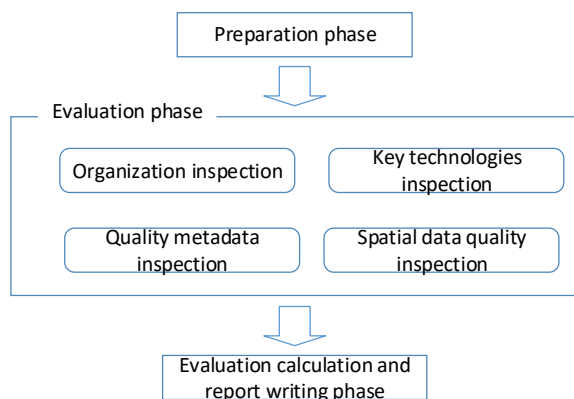 Preparation phase
Evaluation phase
Organization inspection
Key technologies
inspection
Quality metadata
inspection
Spatial data quality
inspection
Evaluation calculation and
report writing phase